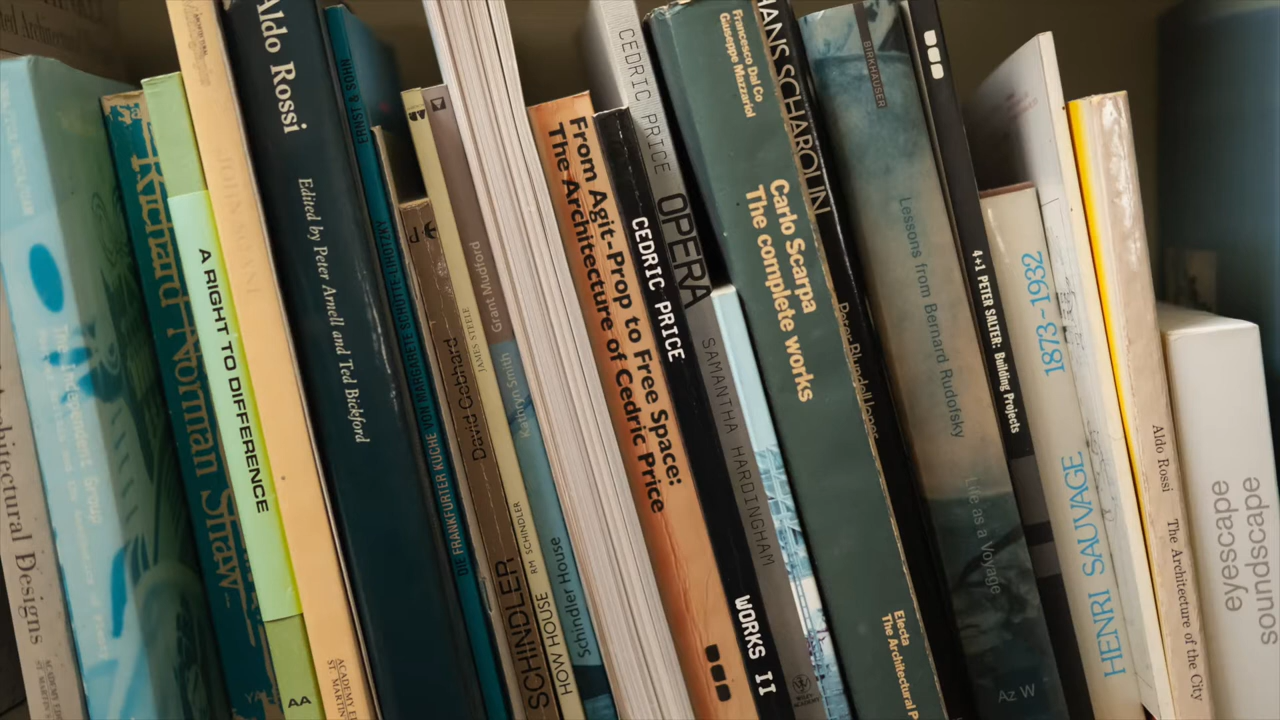 Architectural Designs
The Independent Group
Richard Norman Shaw
A RIGHT TO DIFFERENCE
AA
ACADEMY E
ST. MARTIN
Aldo Rossi
Edited by Peter Arnell and Ted Bickford
ERNST & SOHN
DIE FRANKFURTER KÜCHE VON MARGARETE SCHÜTTE-LIHOTZKY
David Gebhard
SCHINDLER
JAMES STEELE
HOW HOUSE
RM SCHINDLER
Grant Mudford
Kathryn Smith
Schindler House
From Agit-Prop to Free Space:
The Architecture of Cedric Price
CEDRIC PRICE
WORKS II
CEDRIC PRICE
OPERA
SAMANTHA HARDINGHAM
WILEY-
ACADEMY
Francesco Dal Co
Giuseppe Mazzariol
Carlo Scarpa
The complete works
Electa
The Architectural P
HANS SCHAROUN
Peter Blundell Jones
BIRKHÄUSER
Lessons from Bernard Rudofsky
Life as a Voyage
Az W
4+1 PETER SALTER: Building Projects
1873-1932
HENRI SAUVAGE
Aldo Rossi
The Architecture of the City
eyescape
soundscape